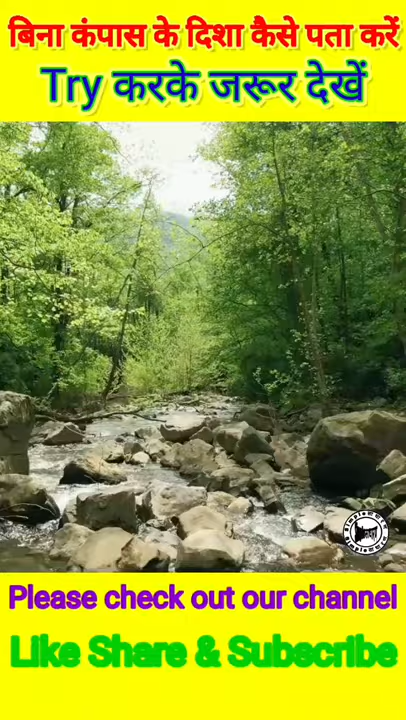 बिना कंपास के दिशा कैसे पता करें
Try करके जरूर देखें
Please check out our channel
Like Share & Subscribe